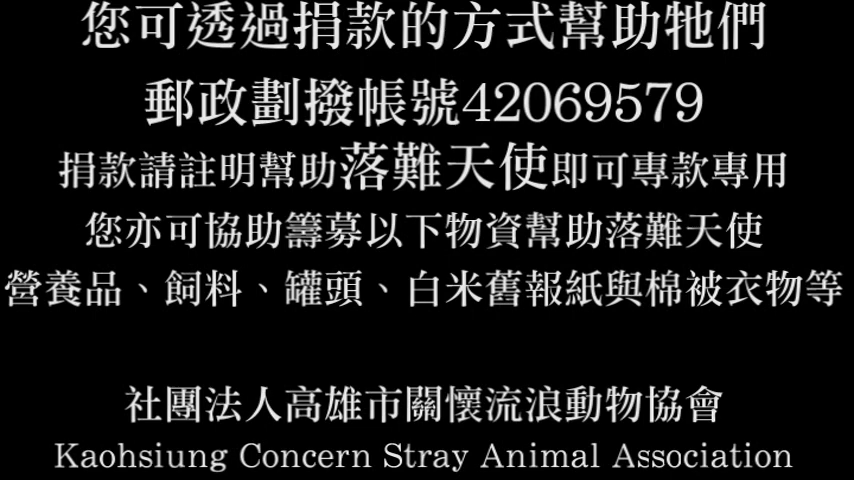 您可透過捐款的方式幫助牠們
郵政劃撥帳號42069579
捐款請註明幫助落難天使即可專款專用
您亦可協助籌募以下物資幫助落難天使
營養品、飼料、罐頭、白米舊報紙與棉被衣物等
社團法人高雄市關懷流浪動物協會
Kaohsiung Concern Stray Animal Association